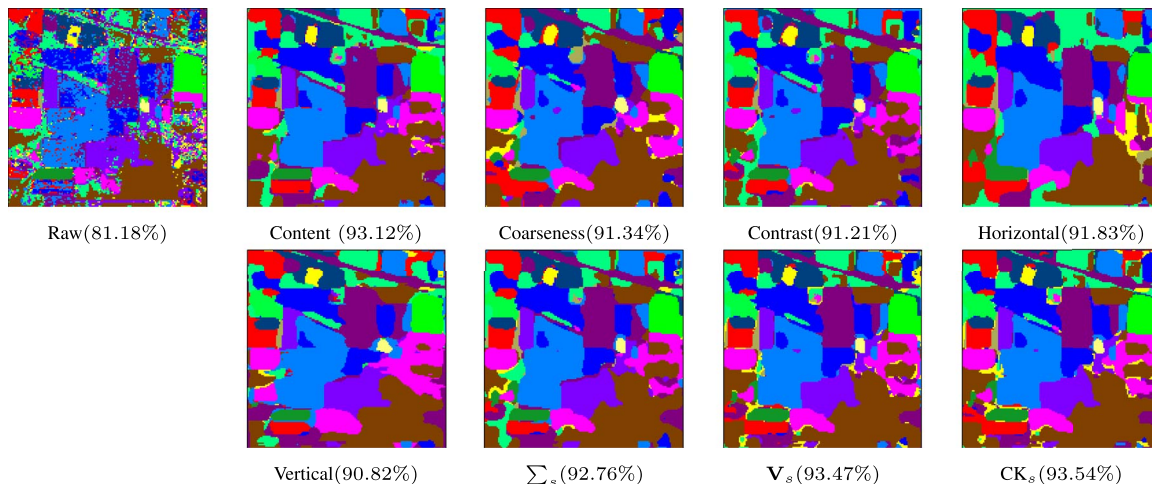 Raw(81.18%) Content (93.12%) Coarseness(91.34%) Contrast(91.21%) Horizontal(91.83%)
Vertical(90.82%) ∑ₛ(92.76%) Vₛ(93.47%) CKₛ(93.54%)